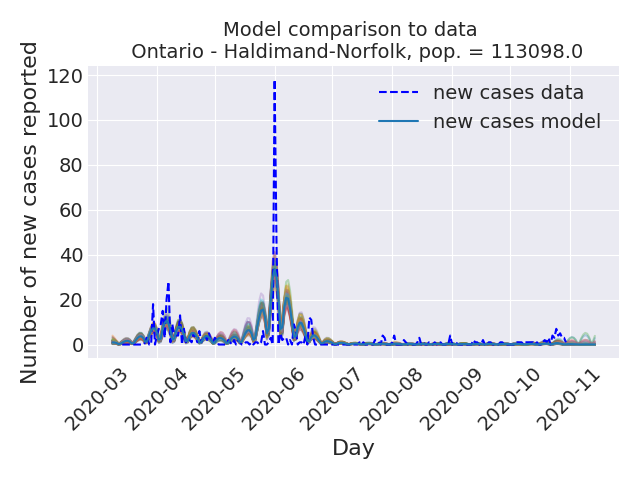 Model comparison to data
Ontario - Haldimand-Norfolk, pop. = 113098.0
Number of new cases reported
120
100
80
60
40
20
0
new cases data
new cases model
2020-03
2020-04
2020-05
2020-06
2020-07
2020-08
2020-09
2020-10
2020-11
Day